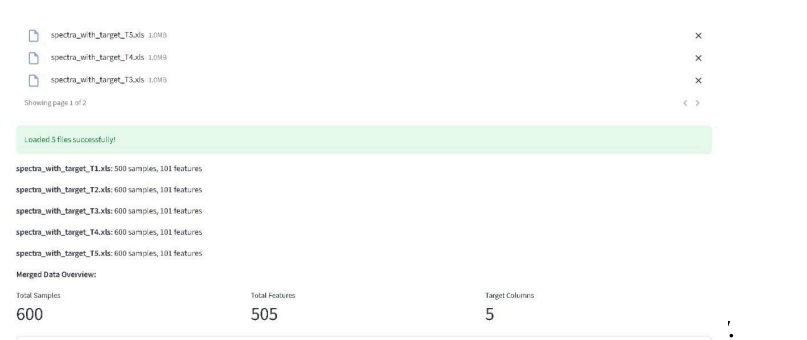 spectra_with_target_T5.xls 1.0MB
spectra_with_target_T4.xls 1.0MB
spectra_with_target_T3.xls 1.0MB
Showing page 1 of 2
Loaded 5 files successfully!
spectra_with_target_T1.xls: 500 samples, 101 features
spectra_with_target_T2.xls: 600 samples, 101 features
spectra_with_target_T3.xls: 600 samples, 101 features
spectra_with_target_T4.xls: 600 samples, 101 features
spectra_with_target_T5.xls: 600 samples, 101 features
Merged Data Overview:
Total Samples Total Features Target Columns
600 505 5